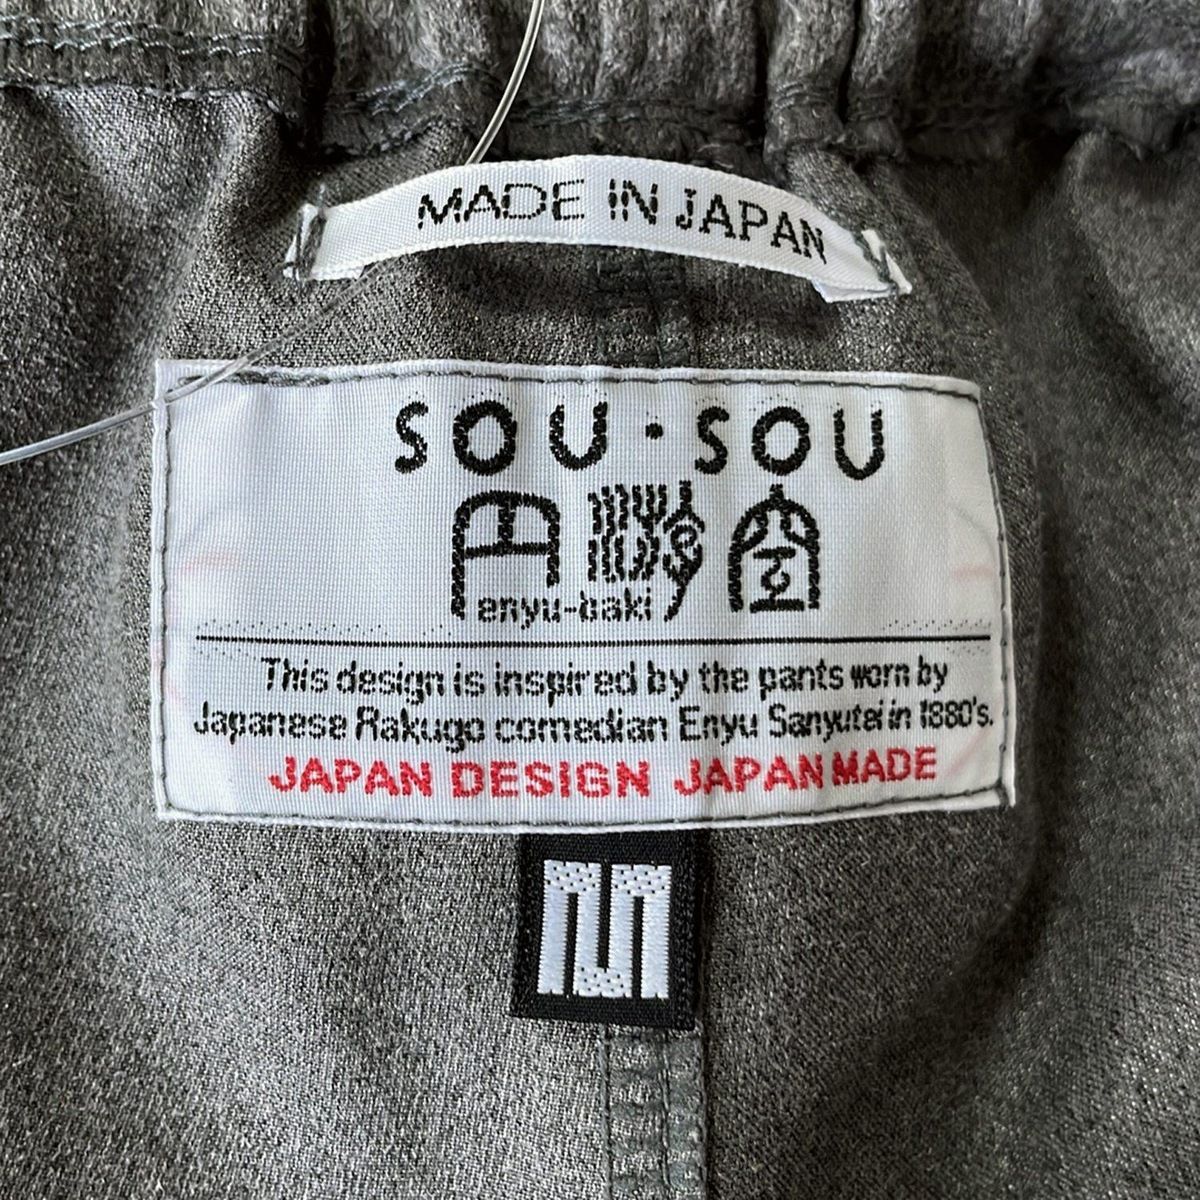 MADE IN JAPAN
SOU・SOU
enyu-baki
This design is inspired by the pants worn by
Japanese Rakugo comedian Enyu Sanyutei in 1880's.
JAPAN DESIGN JAPAN MADE